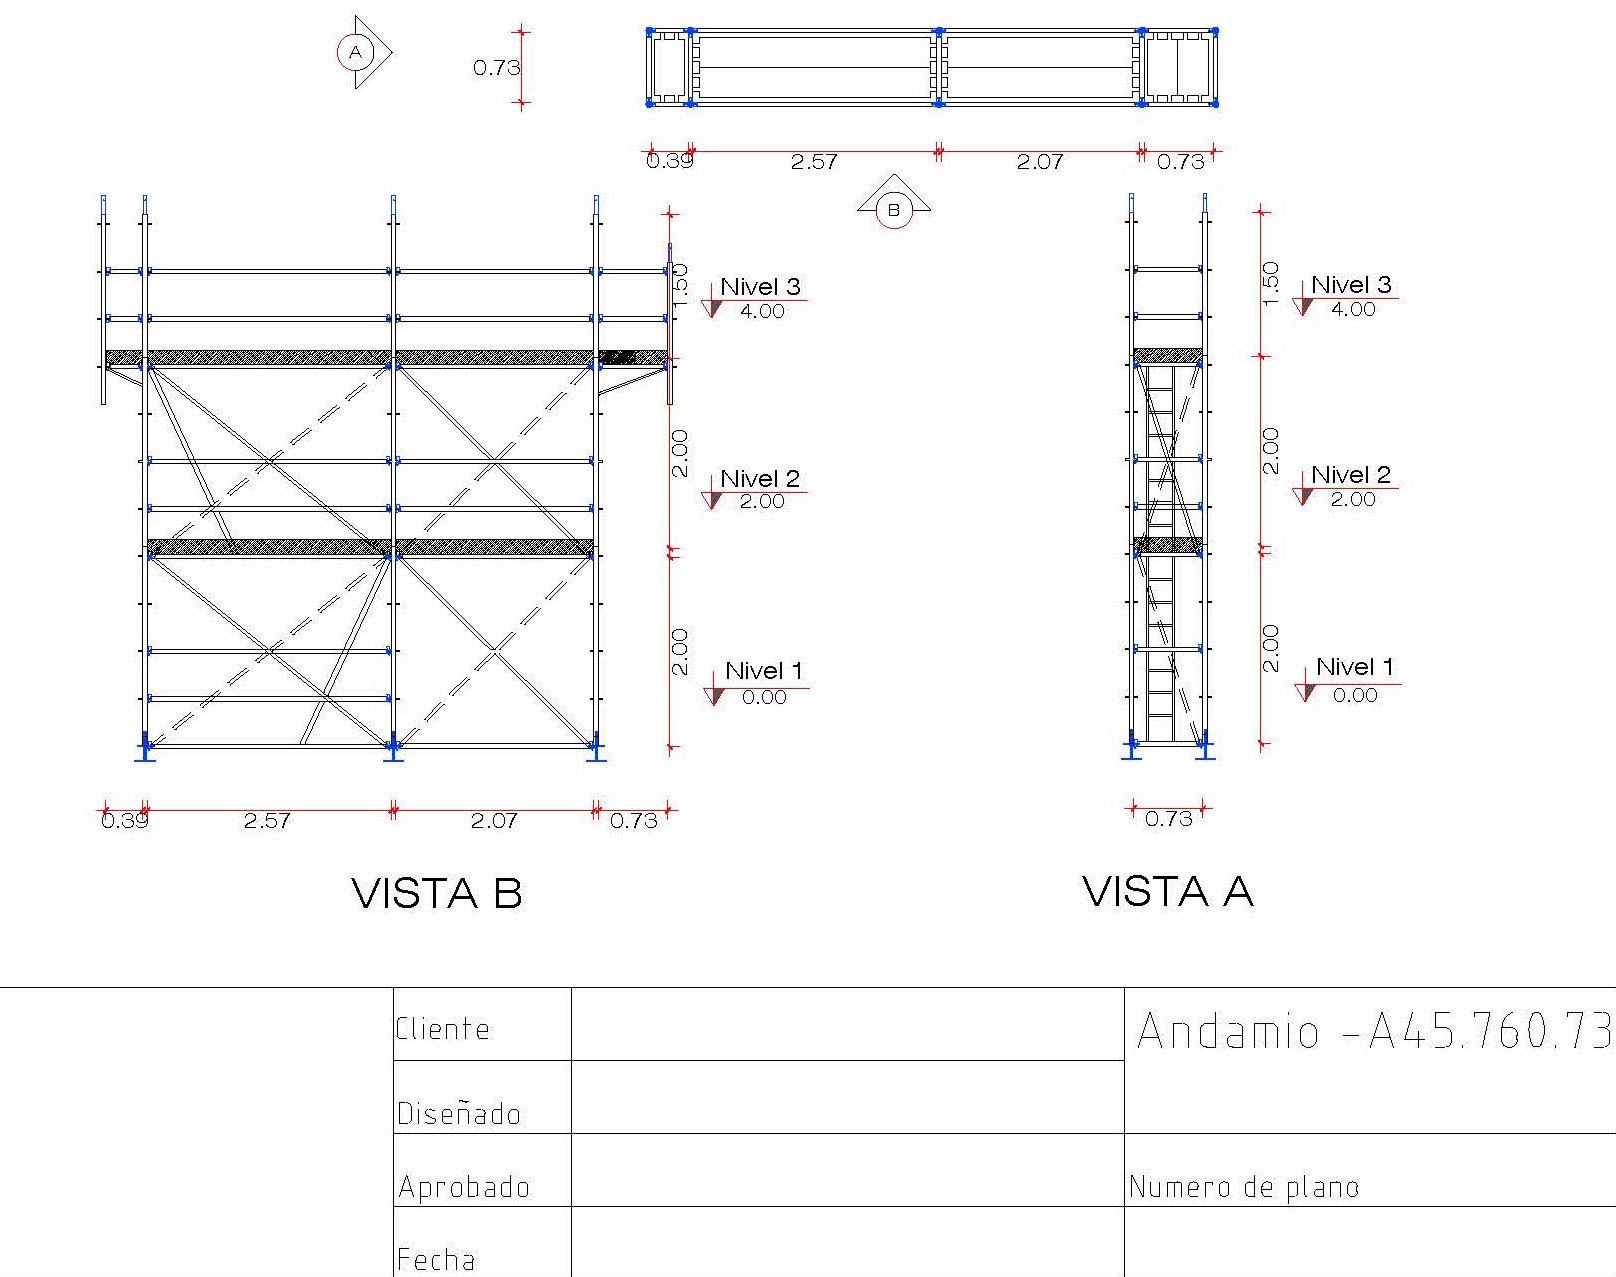 A
0.73
0.39
2.57
2.07
0.73
B
1.50
Nivel 3
4.00
2.00
Nivel 2
2.00
2.00
Nivel 1
0.00
0.39
2.57
2.07
0.73
VISTA B
1.50
Nivel 3
4.00
2.00
Nivel 2
2.00
2.00
Nivel 1
0.00
0.73
VISTA A
Cliente
Andamio -A45.760.73
Diseñado
Aprobado
Numero de plano
Fecha